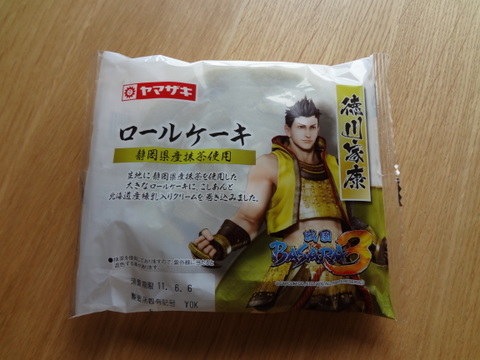 ヤマザキ
徳川家康
ロールケーキ
静岡県産抹茶使用
生地に静岡県産抹茶を使用した
大きなロールケーキに、こしあんと
北海道産練乳入りクリームを巻き込みました。
戦国
BASARA3
11. 8. 6
YOK